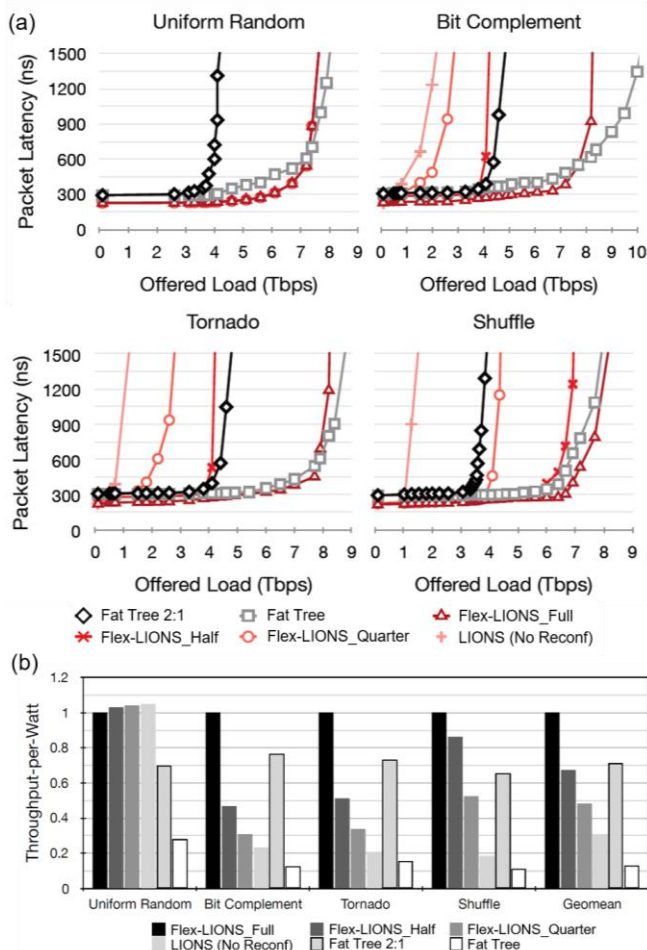 (a)
Uniform Random
Bit Complement
Packet Latency (ns)
1500
1200
900
600
300
0
0 1 2 3 4 5 6 7 8 9
Offered Load (Tbps)
Packet Latency (ns)
1500
1200
900
600
300
0
0 1 2 3 4 5 6 7 8 9 10
Offered Load (Tbps)
Tornado
Shuffle
Packet Latency (ns)
1500
1200
900
600
300
0
0 1 2 3 4 5 6 7 8 9
Offered Load (Tbps)
Packet Latency (ns)
1500
1200
900
600
300
0
0 1 2 3 4 5 6 7 8 9
Offered Load (Tbps)
Fat Tree 2:1 Fat Tree Flex-LIONS_Full
Flex-LIONS_Half Flex-LIONS_Quarter LIONS (No Reconf)
(b)
Throughput-per-Watt
1.2
1
0.8
0.6
0.4
0.2
0
Uniform Random Bit Complement Tornado Shuffle Geomean
Flex-LIONS_Full Flex-LIONS_Half Flex-LIONS_Quarter
LIONS (No Reconf) Fat Tree 2:1 Fat Tree